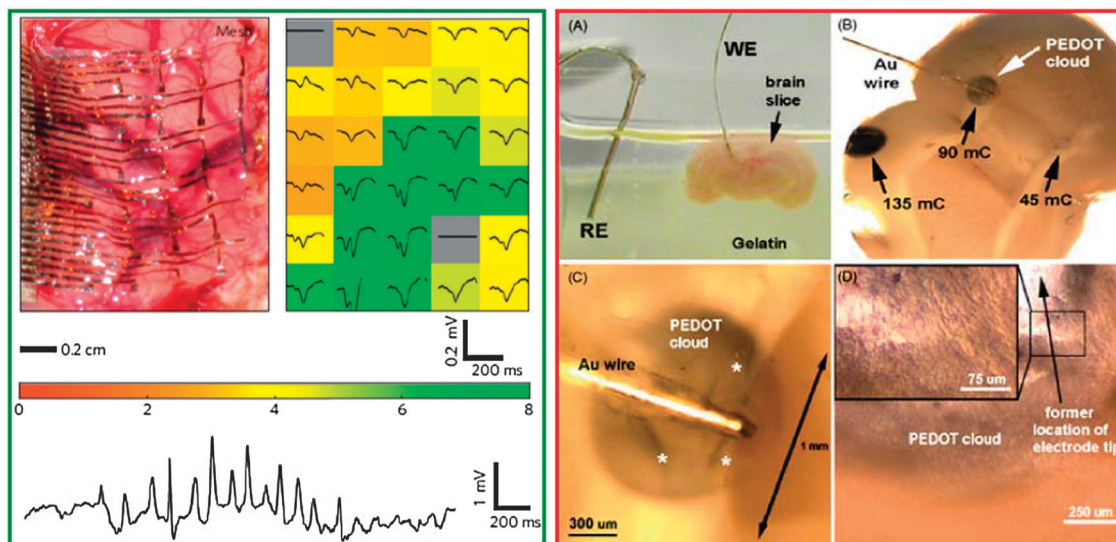 Mesh
0.2 cm
0.2 mV
200 ms
0 2 4 6 8
1 mV
200 ms
(A)
WE
brain
slice
RE
Gelatin
(B)
PEDOT
cloud
Au
wire
90 mC
135 mC
45 mC
(C)
PEDOT
cloud
Au wire
1 mm
300 um
(D)
75 um
former
location of
electrode tip
PEDOT cloud
250 um